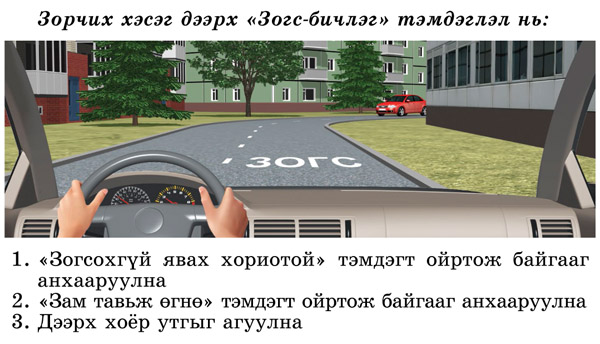 Зорчих хэсэг дээрх «Зогс-бичлэг» тэмдэглэл нь:
ЗОГС
1. «Зогсохгүй явах хориотой» тэмдэгт ойртож байгааг
анхааруулна
2. «Зам тавьж өгнө» тэмдэгт ойртож байгааг анхааруулна
3. Дээрх хоёр утгыг агуулна